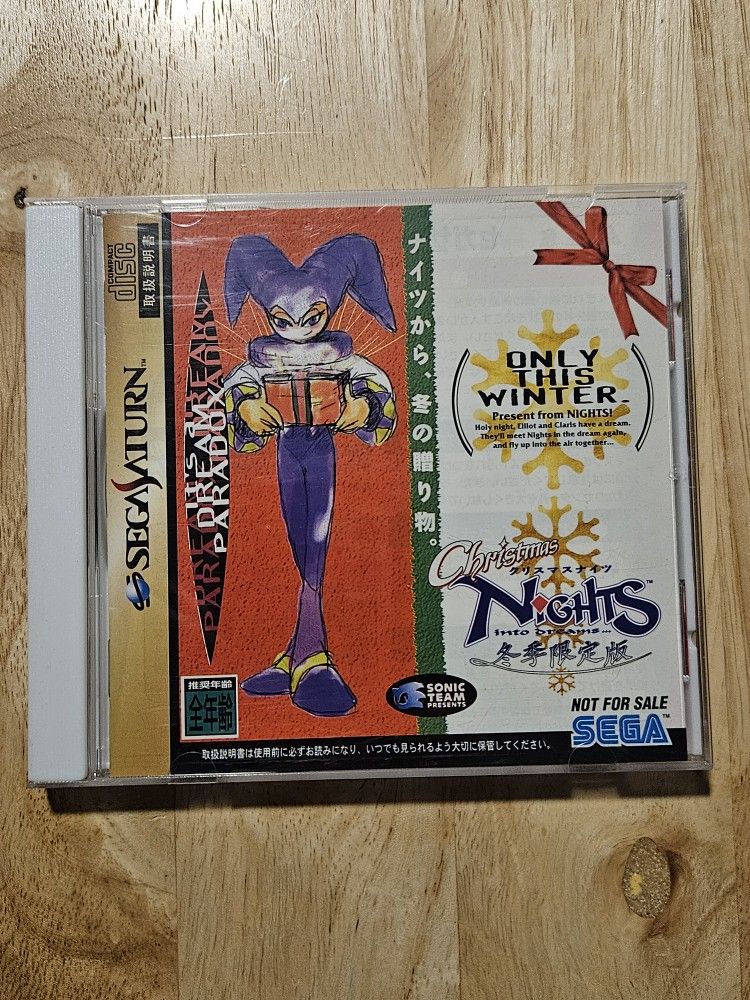 COMPACT
disc
取扱説明書
SEGA SATURN™
IT'S A DREAM
DREAM
PARADOX
ナイツから、冬の贈り物。
ONLY
THIS
WINTER.
Present from NiGHTS!
Holy night, Elliot and Claris have a dream.
They'll meet Nights in the dream again,
and fly up into the air together...
Christmas
クリスマスナイツ
NiGHTS™
into dreams...
冬季限定版
推奨年齢
全年齢
SONIC
TEAM
PRESENTS
NOT FOR SALE
SEGA™
取扱説明書は使用前に必ずお読みになり、いつでも見られるよう大切に保管してください。